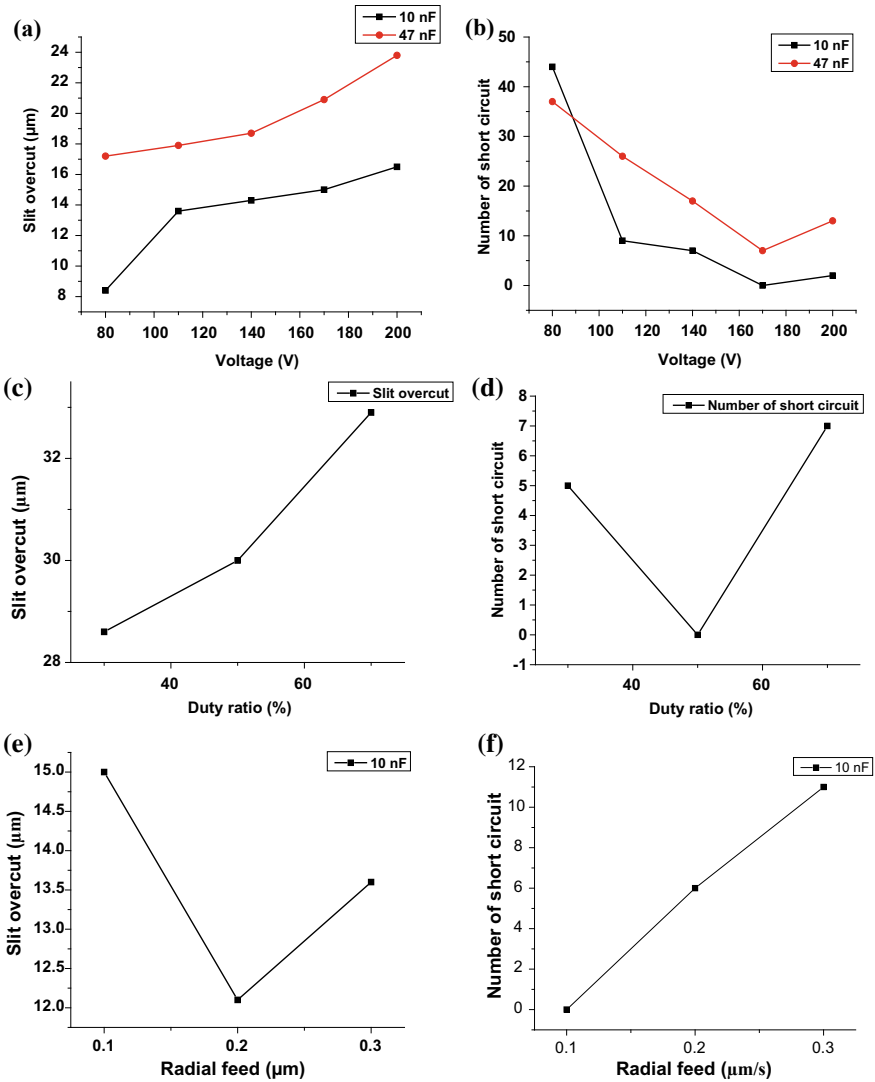 (a)
10 nF
47 nF
24
22
20
18
16
14
12
10
8
Slit overcut (µm)
80 100 120 140 160 180 200
Voltage (V)
(b)
10 nF
47 nF
50
40
30
20
10
0
Number of short circuit
80 100 120 140 160 180 200
Voltage (V)
(c)
Slit overcut
32
30
28
Slit overcut (µm)
40 60
Duty ratio (%)
(d)
Number of short circuit
8
7
6
5
4
3
2
1
0
-1
Number of short circuit
40 60
Duty ratio (%)
(e)
10 nF
15.0
14.5
14.0
13.5
13.0
12.5
12.0
Slit overcut (µm)
0.1 0.2 0.3
Radial feed (µm)
(f)
10 nF
12
10
8
6
4
2
0
Number of short circuit
0.1 0.2 0.3
Radial feed (µm/s)